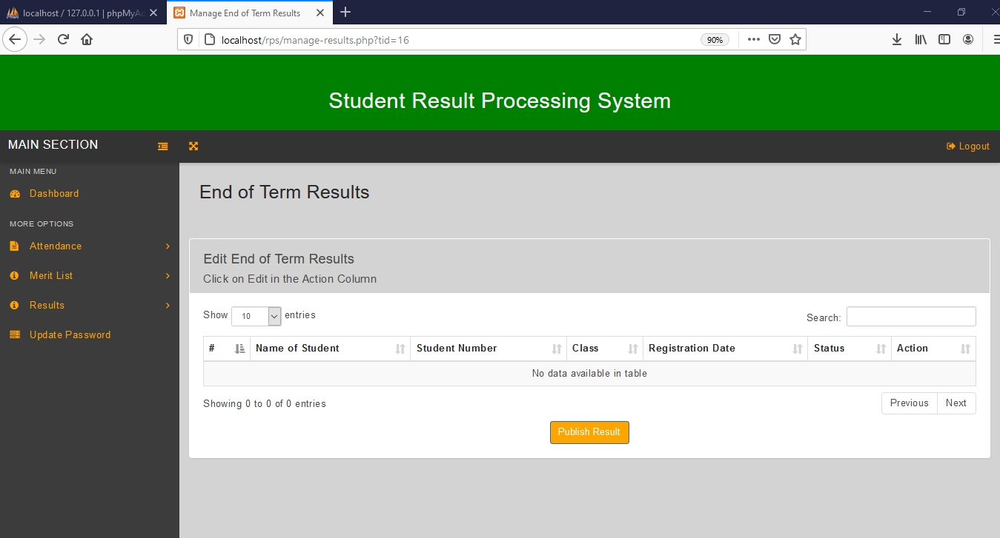 localhost / 127.0.0.1 | phpMyAd
Manage End of Term Results
localhost/rps/manage-results.php?tid=16
90%
Student Result Processing System
MAIN SECTION
Logout
MAIN MENU
Dashboard
MORE OPTIONS
Attendance
Merit List
Results
Update Password
End of Term Results
Edit End of Term Results
Click on Edit in the Action Column
Show 10 entries
Search:
# Name of Student Student Number Class Registration Date Status Action
No data available in table
Showing 0 to 0 of 0 entries
Previous Next
Publish Result